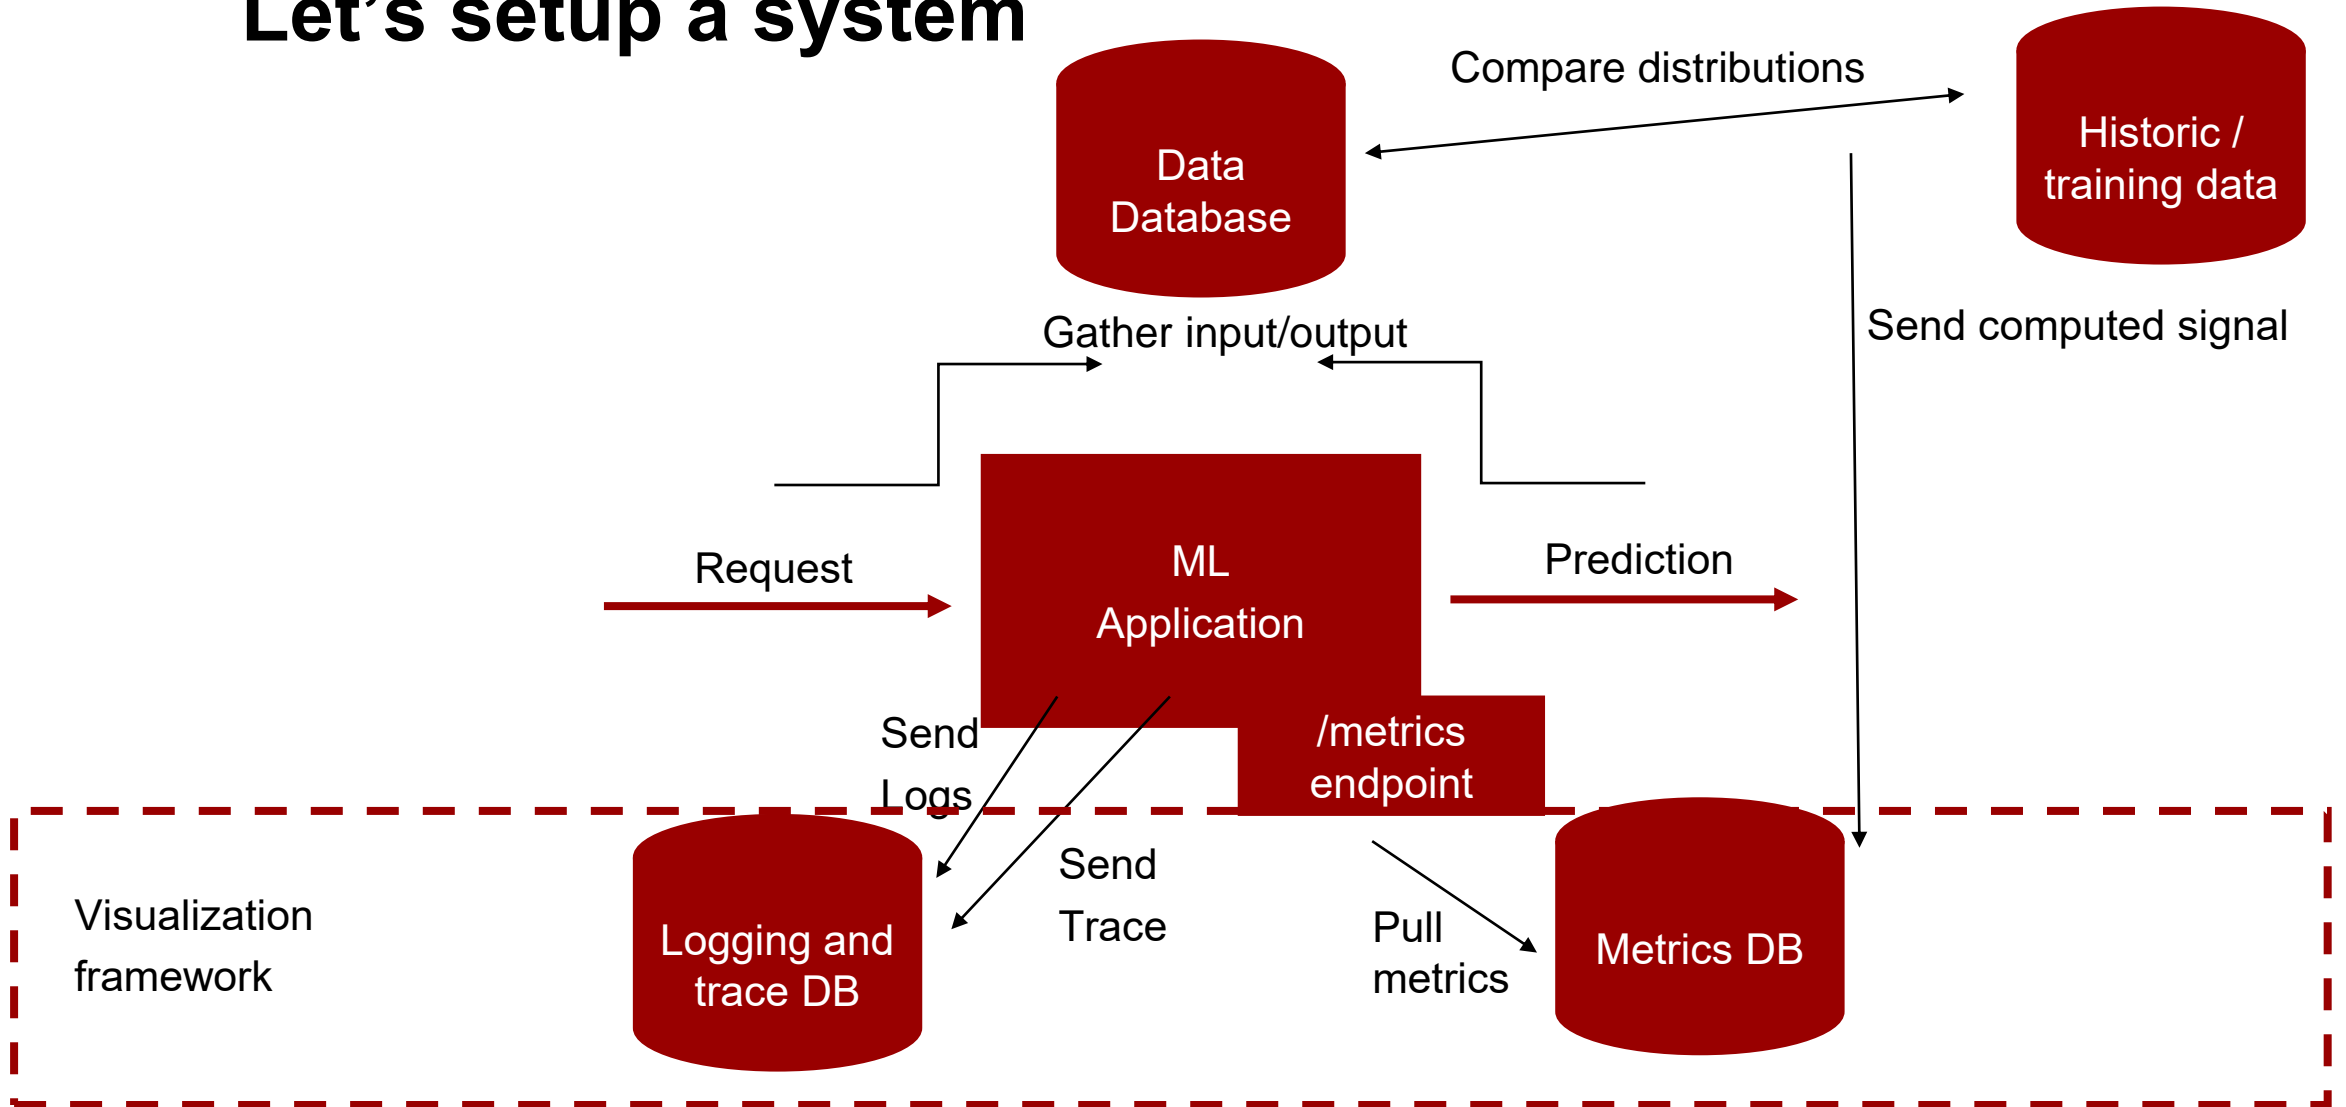 Let's setup a system
Compare distributions
Historic /
training data
Data
Database
Gather input/output
Send computed signal
Request
ML
Application
Prediction
Send
Logs
/metrics
endpoint
Send
Trace
Visualization
framework
Logging and
trace DB
Pull
metrics
Metrics DB